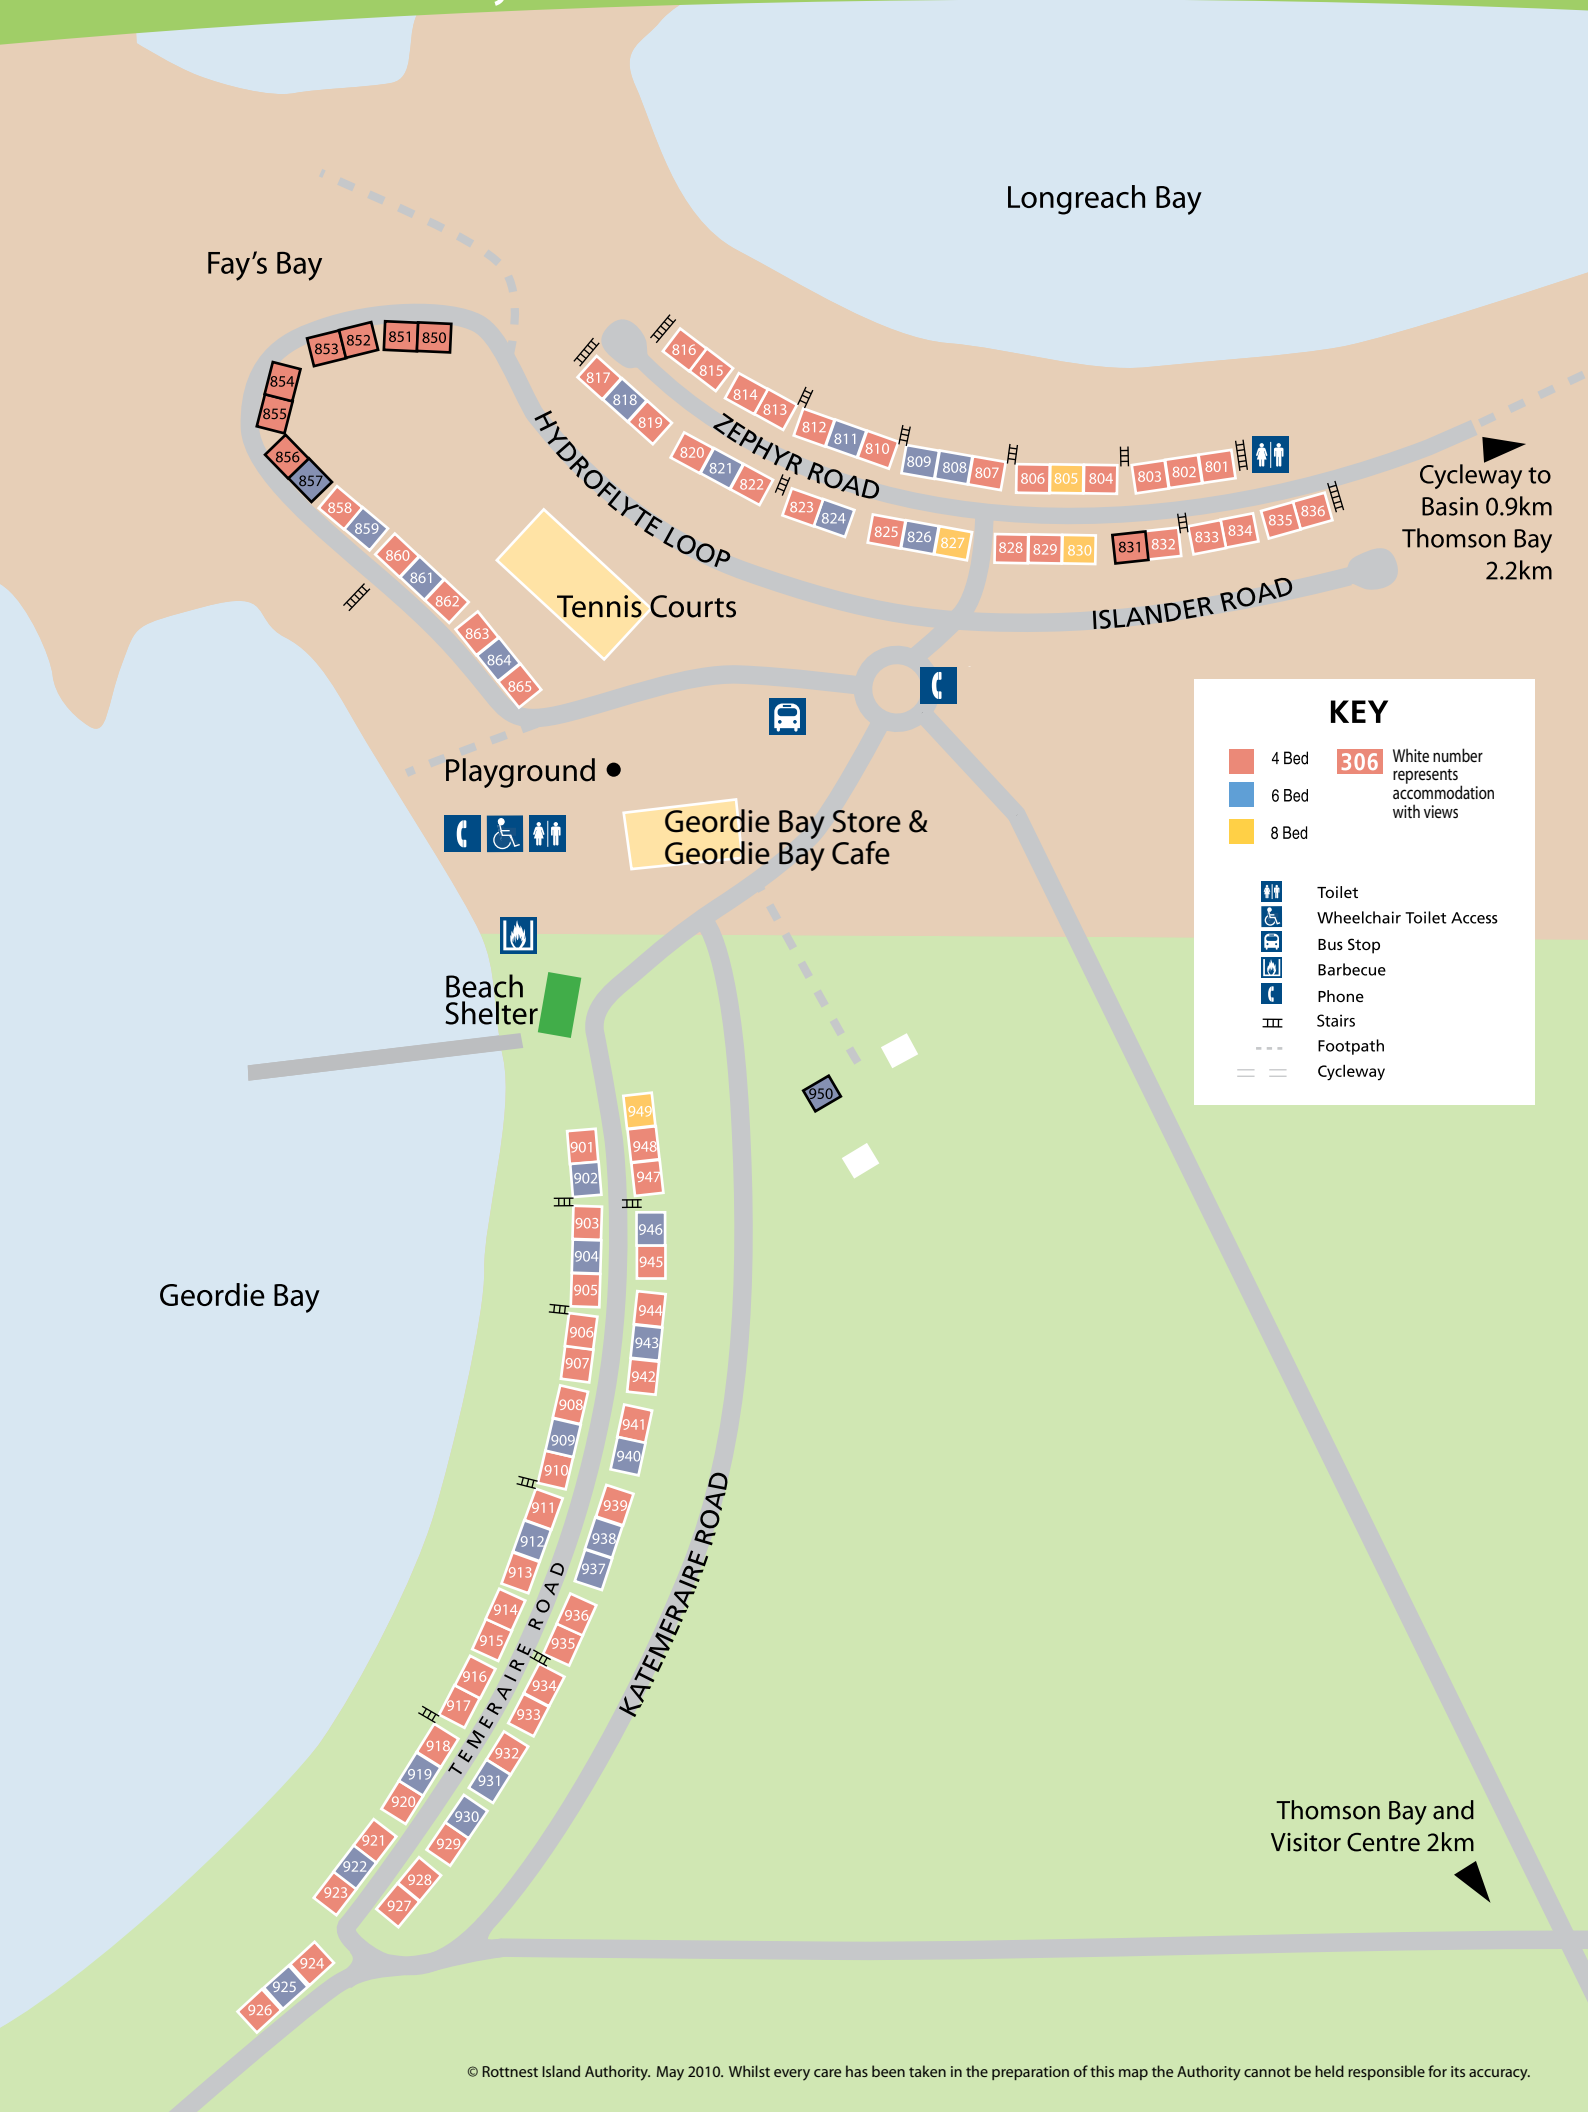 Longreach Bay
Fay's Bay
816
815
814
813
812
811
810
809
808
807
806
805
804
803
802
801
817
818
819
820
821
822
823
824
825
826
827
828
829
830
831
832
833
834
835
836
853
852
851
850
854
855
856
857
858
859
860
861
862
863
864
865
ZEPHYR ROAD
HYDROFLYTE LOOP
ISLANDER ROAD
Cycleway to
Basin 0.9km
Thomson Bay
2.2km
Tennis Courts
Playground
Geordie Bay Store &
Geordie Bay Cafe
KEY
4 Bed
6 Bed
8 Bed
306
White number
represents
accommodation
with views
Toilet
Wheelchair Toilet Access
Bus Stop
Barbecue
Phone
Stairs
Footpath
Cycleway
Beach
Shelter
Geordie Bay
950
901
902
903
904
905
906
907
908
909
910
911
912
913
914
915
916
917
918
919
920
921
922
923
924
925
926
949
948
947
946
945
944
943
942
941
940
939
938
937
936
935
934
933
932
931
930
929
928
927
TEMERAIRE ROAD
KATEMERAIRE ROAD
Thomson Bay and
Visitor Centre 2km
© Rottnest Island Authority. May 2010. Whilst every care has been taken in the preparation of this map the Authority cannot be held responsible for its accuracy.